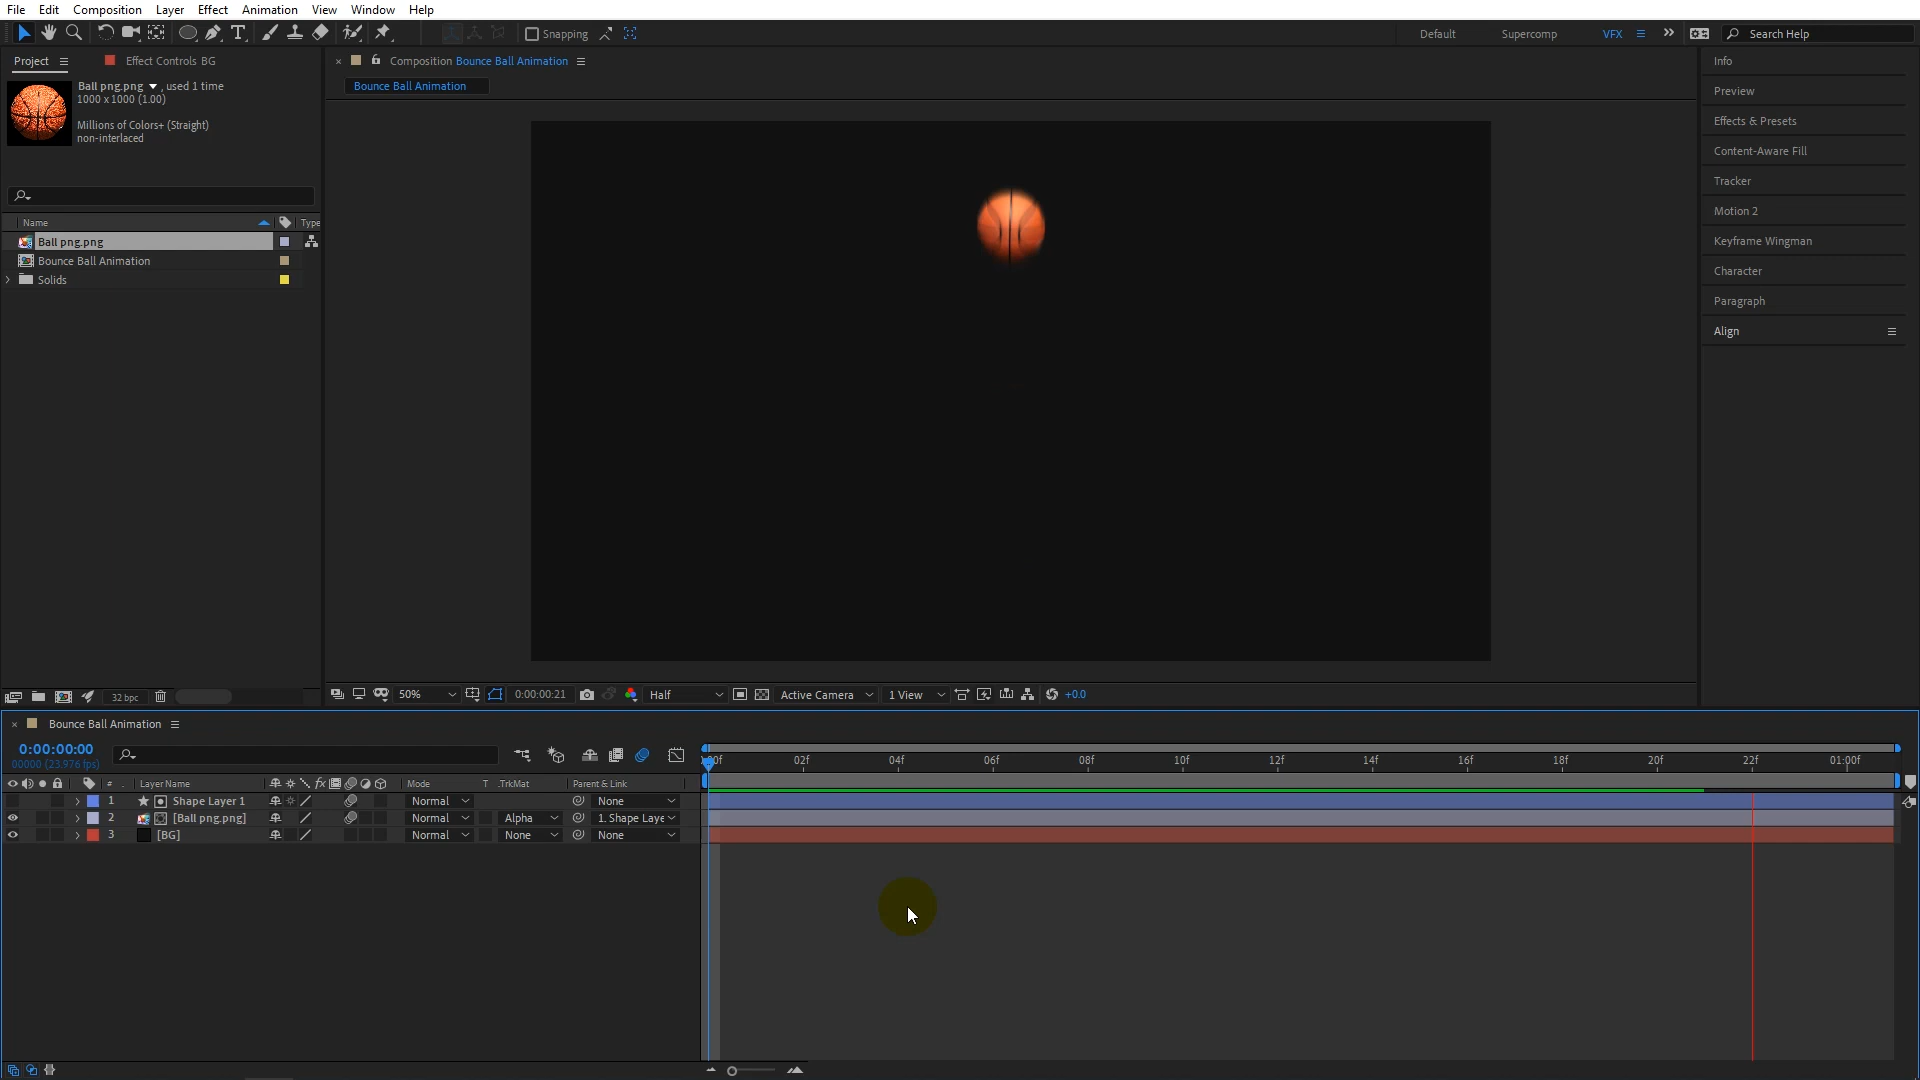 File Edit Composition Layer Effect Animation View Window Help
Snapping Default Supercomp VFX Search Help
Project Effect Controls BG
Composition Bounce Ball Animation
Bounce Ball Animation
Ball png.png , used 1 time
1000 x 1000 (1.00)
Millions of Colors+ (Straight)
non-interlaced
Name Type
Ball png.png
Bounce Ball Animation
Solids
32 bpc
50% 0:00:00:21 Half Active Camera 1 View +0.0
Info
Preview
Effects & Presets
Content-Aware Fill
Tracker
Motion 2
Keyframe Wingman
Character
Paragraph
Align
Bounce Ball Animation
0:00:00:00
00000 (23.976 fps)
02f 04f 06f 08f 10f 12f 14f 16f 18f 20f 22f 01:00f
# Layer Name fx Mode T .TrkMat Parent & Link
1 Shape Layer 1 Normal None
2 [Ball png.png] Normal Alpha 1. Shape Laye
3 [BG] Normal None None